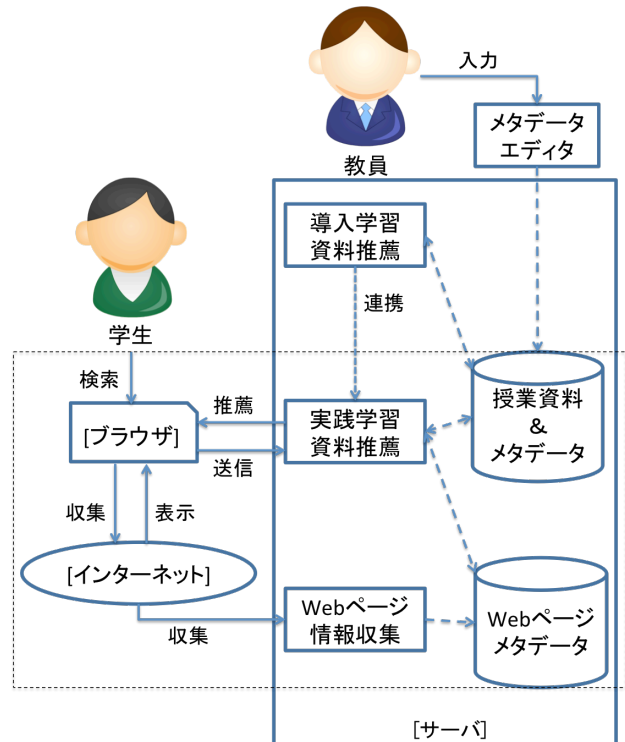 入力
メタデータ
エディタ
教員
導入学習
資料推薦
連携
学生
検索
[ブラウザ]
推薦
送信
実践学習
資料推薦
授業資料
&
メタデータ
収集
表示
[インターネット]
収集
Webページ
情報収集
Webページ
メタデータ
[サーバ]